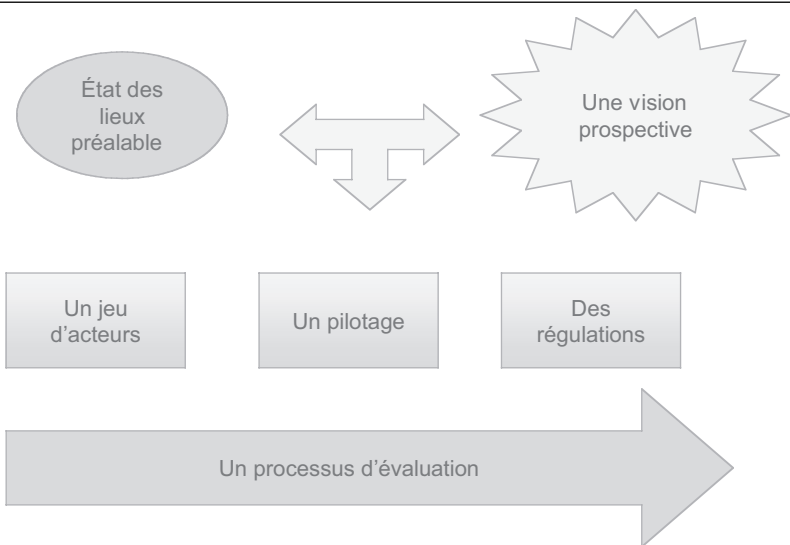 État des
lieux
préalable
Une vision
prospective
Un jeu
d’acteurs
Un pilotage
Des
régulations
Un processus d’évaluation